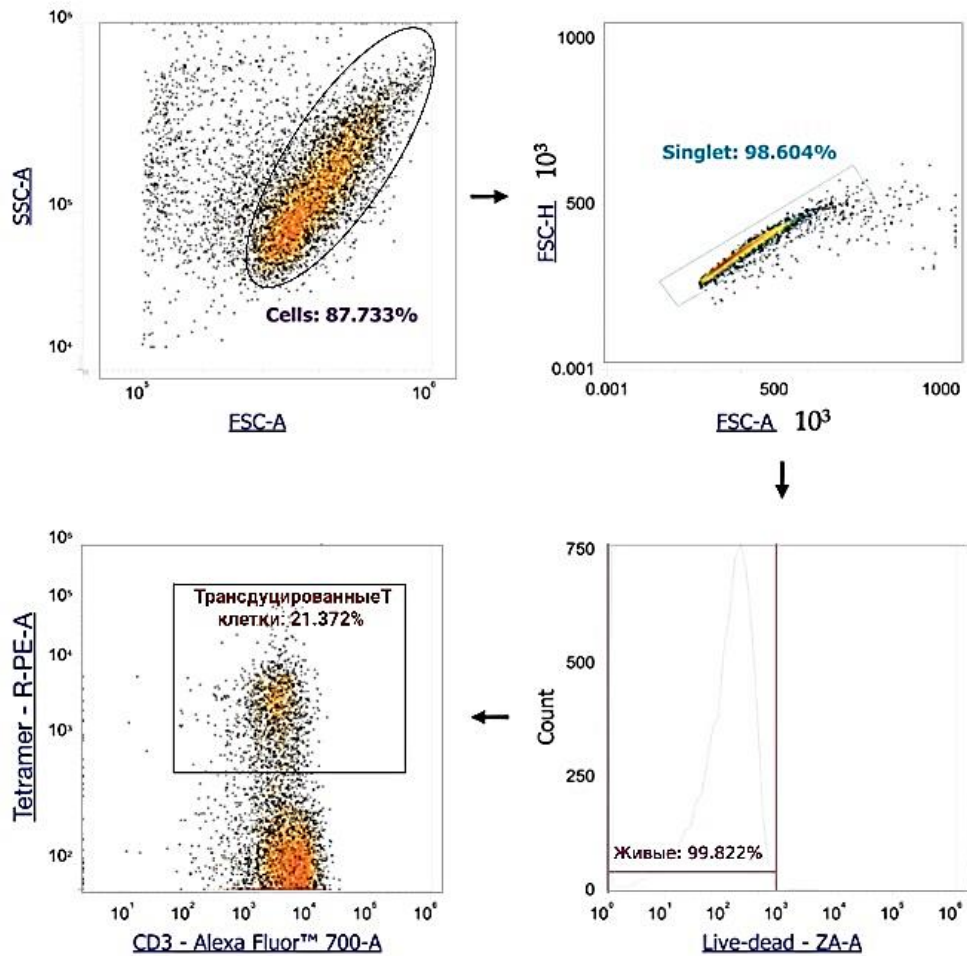 10⁶
SSC-A
10⁵
10⁴
Cells: 87.733%
10⁵
10⁶
FSC-A
1000
10³
Singlet: 98.604%
500
FSC-H
0.001
0.001
500
1000
FSC-A 10³
10⁶
10⁵
10⁴
10³
10²
Tetramer - R-PE-A
ТрансдуцированныеТ
клетки: 21.372%
10¹
10²
10³
10⁴
10⁵
10⁶
CD3 - Alexa Fluor™ 700-A
750
500
250
0
Count
Живые: 99.822%
10⁰
10¹
10²
10³
10⁴
10⁵
10⁶
Live-dead - ZA-A